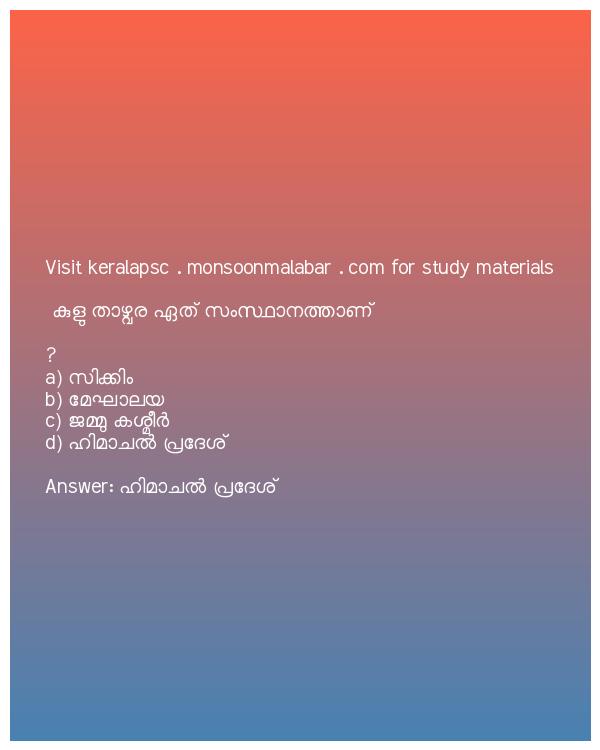 Visit keralapsc . monsoonmalabar . com for study materials
കുളു താഴ്വര ഏത് സംസ്ഥാനത്താണ്
?
a) സിക്കിം
b) മേഘാലയ
c) ജമ്മു കശ്മീർ
d) ഹിമാചൽ പ്രദേശ്
Answer: ഹിമാചൽ പ്രദേശ്